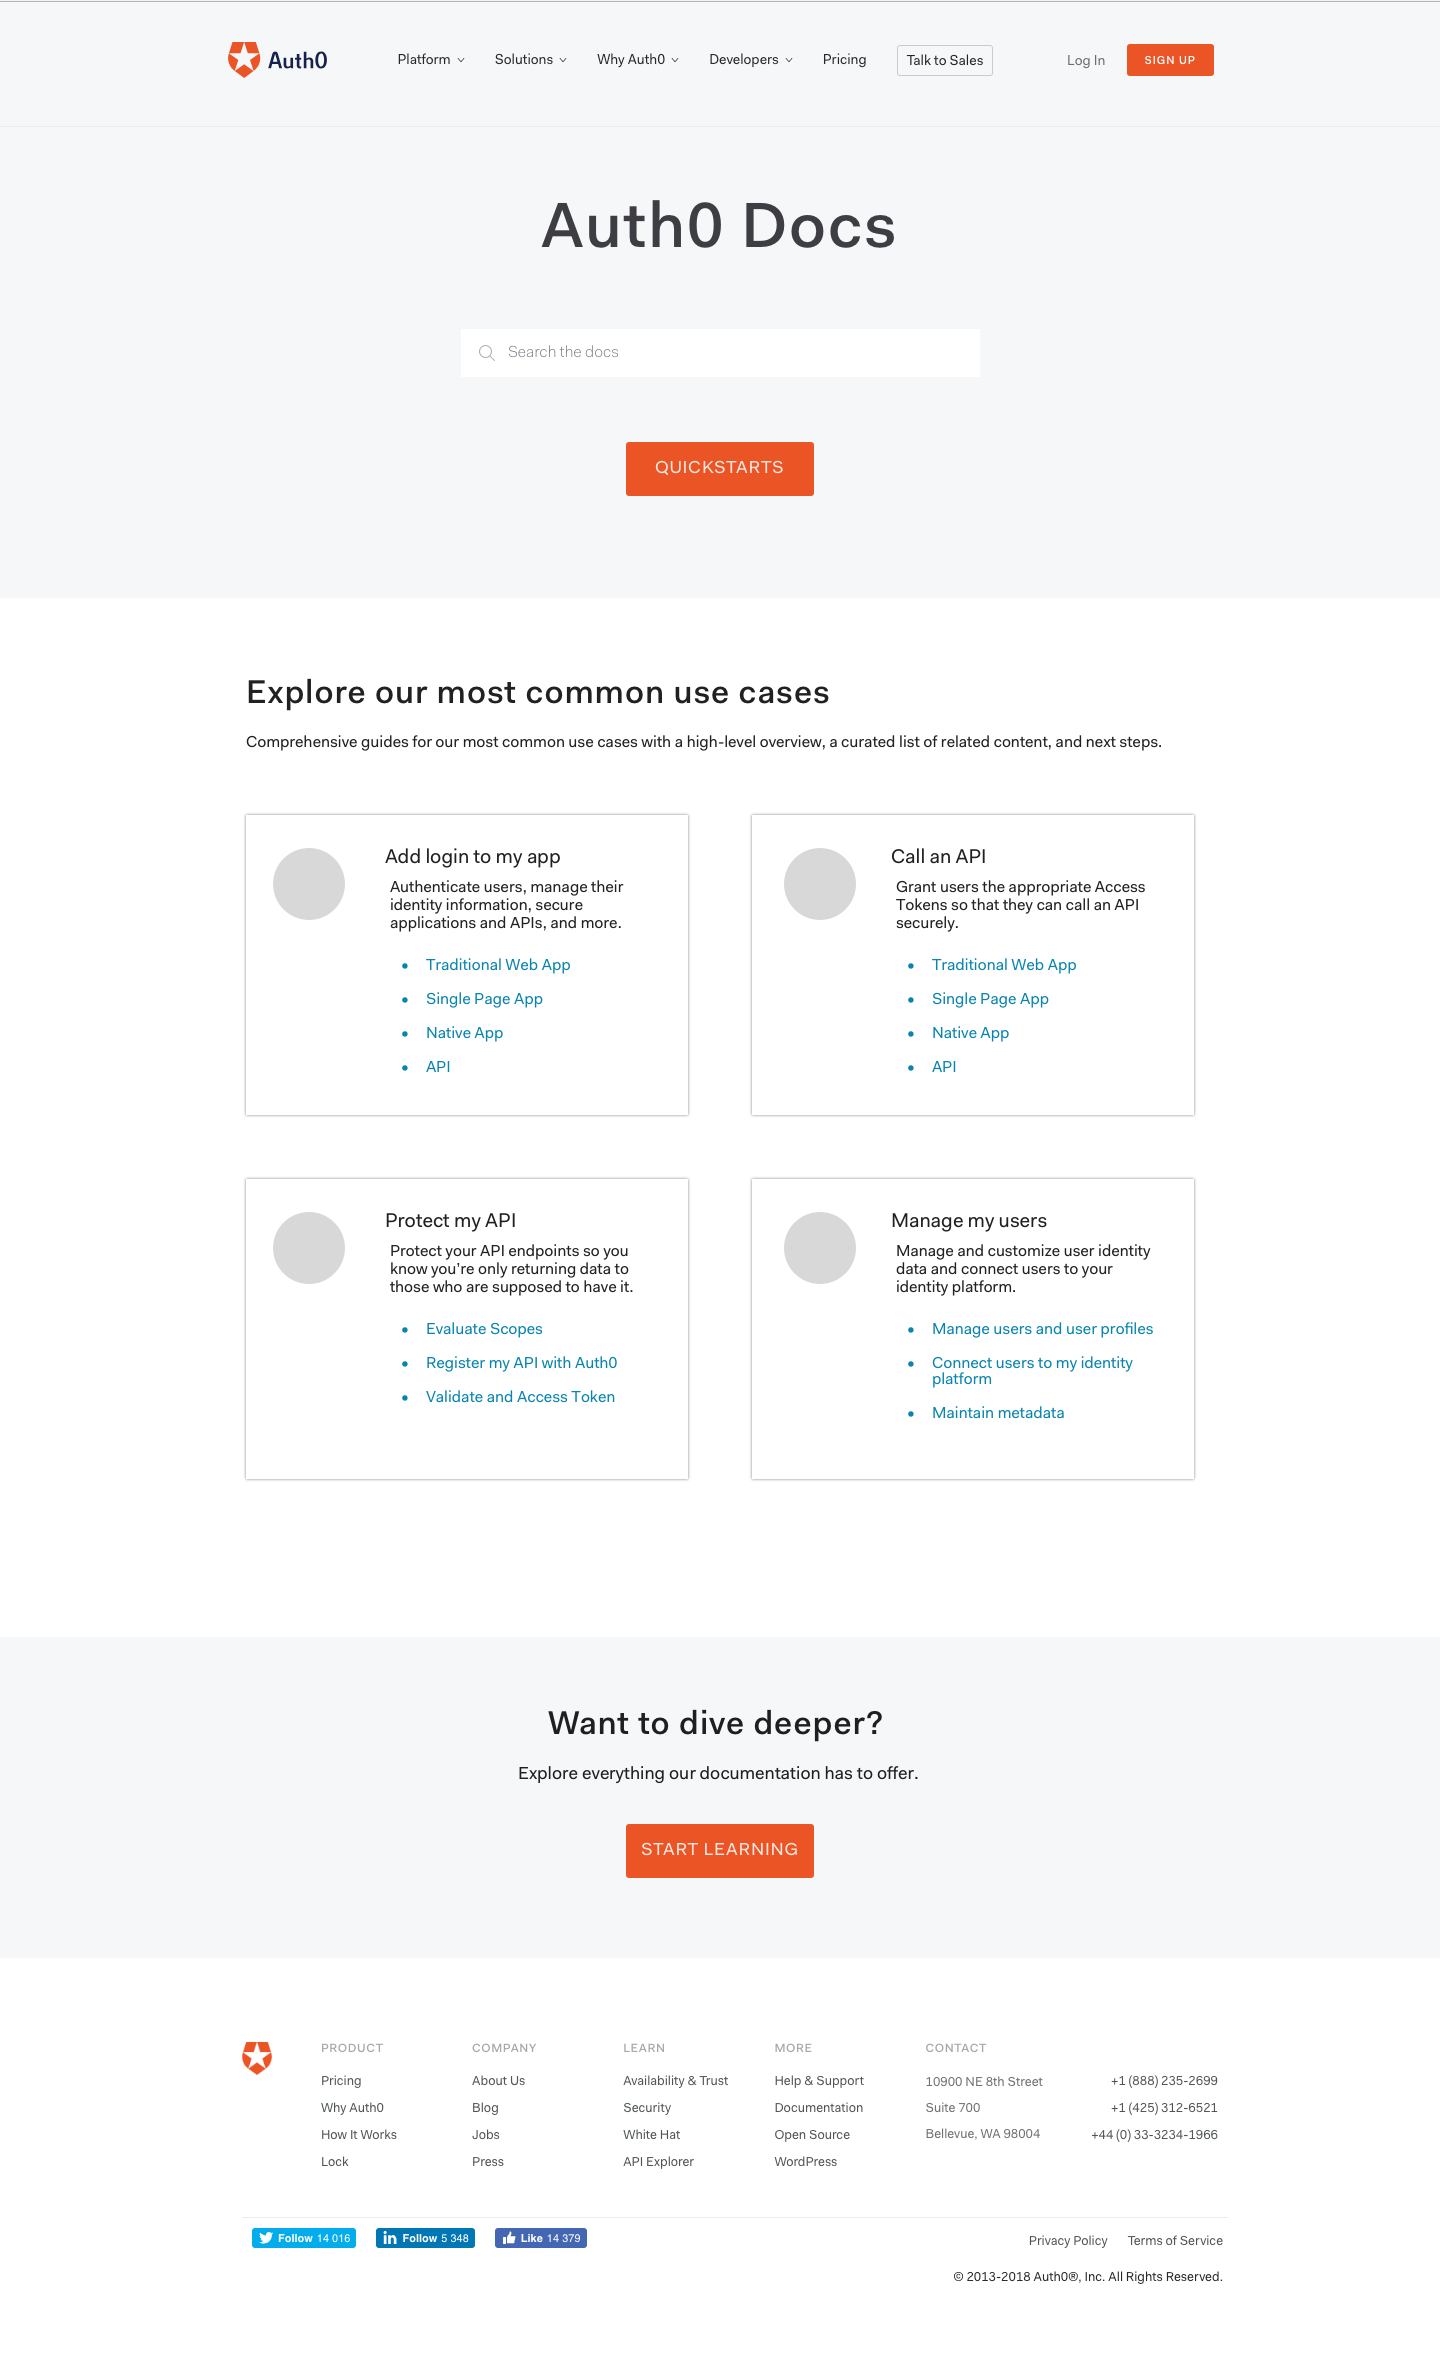 Auth0
Platform
Solutions
Why Auth0
Developers
Pricing
Talk to Sales
Log In
SIGN UP
Auth0 Docs
Search the docs
QUICKSTARTS
Explore our most common use cases
Comprehensive guides for our most common use cases with a high-level overview, a curated list of related content, and next steps.
Add login to my app
Authenticate users, manage their
identity information, secure
applications and APIs, and more.
• Traditional Web App
• Single Page App
• Native App
• API
Call an API
Grant users the appropriate Access
Tokens so that they can call an API
securely.
• Traditional Web App
• Single Page App
• Native App
• API
Protect my API
Protect your API endpoints so you
know you're only returning data to
those who are supposed to have it.
• Evaluate Scopes
• Register my API with Auth0
• Validate and Access Token
Manage my users
Manage and customize user identity
data and connect users to your
identity platform.
• Manage users and user profiles
• Connect users to my identity
platform
• Maintain metadata
Want to dive deeper?
Explore everything our documentation has to offer.
START LEARNING
PRODUCT
Pricing
Why Auth0
How It Works
Lock
COMPANY
About Us
Blog
Jobs
Press
LEARN
Availability & Trust
Security
White Hat
API Explorer
MORE
Help & Support
Documentation
Open Source
WordPress
CONTACT
10900 NE 8th Street
Suite 700
Bellevue, WA 98004
+1 (888) 235-2699
+1 (425) 312-6521
+44 (0) 33-3234-1966
Follow 14 016
in Follow 5 348
Like 14 379
Privacy Policy
Terms of Service
© 2013-2018 Auth0®, Inc. All Rights Reserved.